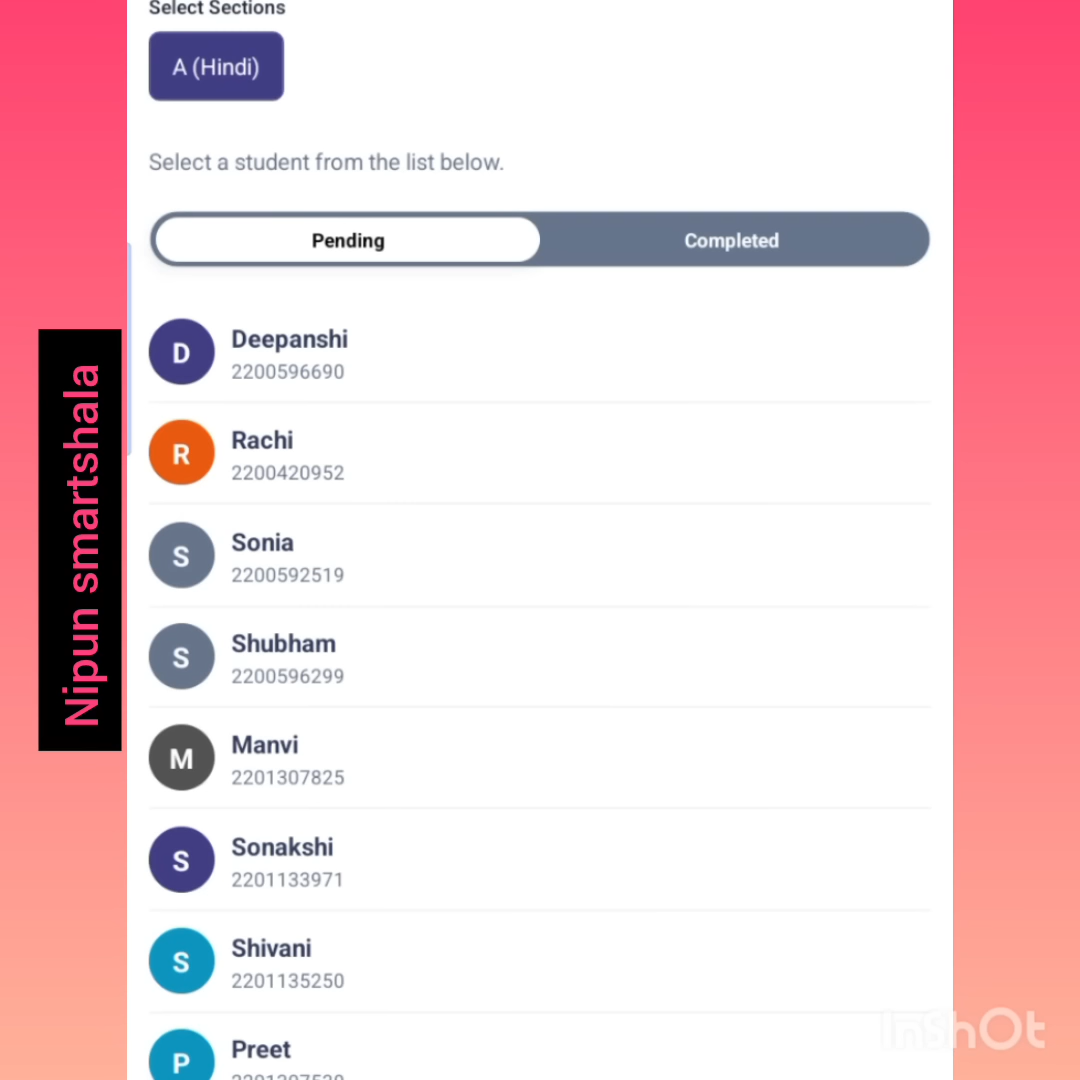 Select Sections
A (Hindi)
Select a student from the list below.
Pending
Completed
D
Deepanshi
2200596690
R
Rachi
2200420952
S
Sonia
2200592519
S
Shubham
2200596299
M
Manvi
2201307825
S
Sonakshi
2201133971
S
Shivani
2201135250
P
Preet
Nipun smartshala
InShOt